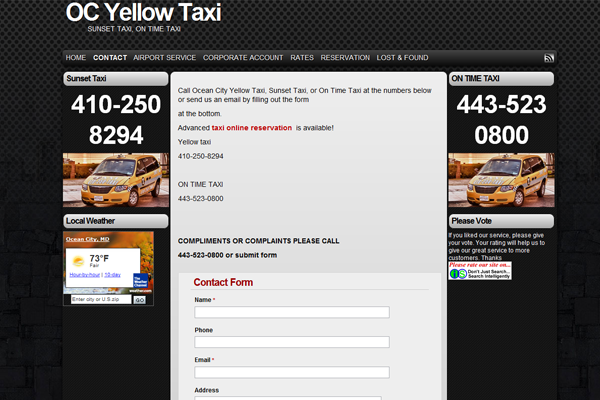 OC Yellow Taxi
SUNSET TAXI, ON TIME TAXI
HOME CONTACT AIRPORT SERVICE CORPORATE ACCOUNT RATES RESERVATION LOST & FOUND
Sunset Taxi
410-250
8294
Local Weather
Ocean City, MD
73°F
Fair
Hour-by-hour | 10-day
The Weather Channel
weather.com
Enter city or U.S zip GO
Call Ocean City Yellow Taxi, Sunset Taxi, or On Time Taxi at the numbers below
or send us an email by filling out the form
at the bottom.
Advanced taxi online reservation is available!
Yellow taxi
410-250-8294
ON TIME TAXI
443-523-0800
COMPLIMENTS OR COMPLAINTS PLEASE CALL
443-523-0800 or submit form
Contact Form
Name *
Phone
Email *
Address
ON TIME TAXI
443-523
0800
Please Vote
If you liked our service, please give
your vote. Your rating will help us to
give our great service to more
customers. Thanks
Please rate our site on...
Don't Just Search...
Search Intelligently